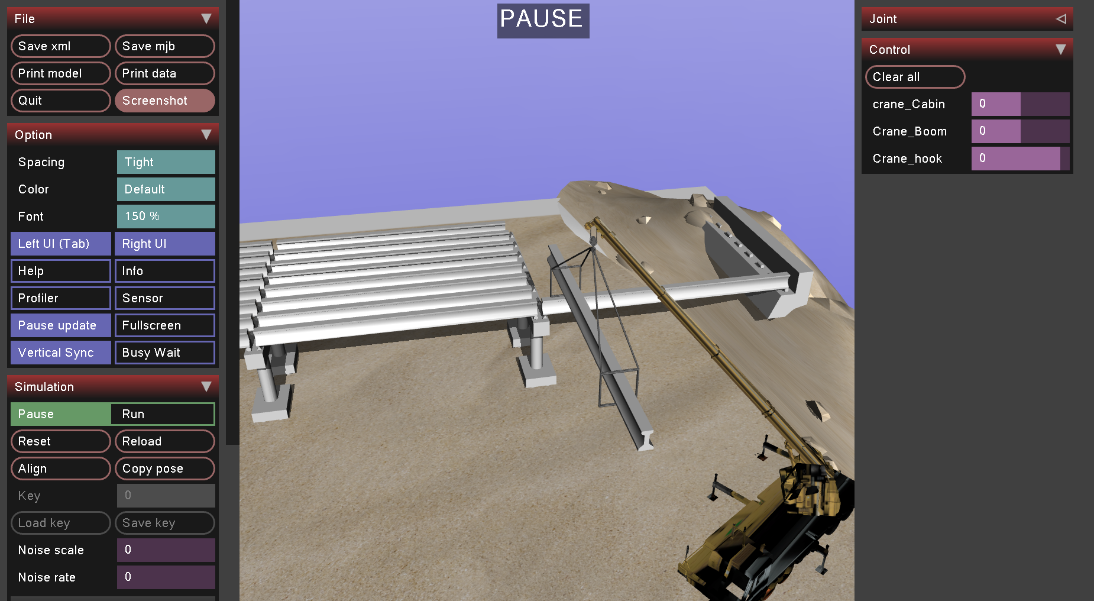 File
Save xml
Save mjb
Print model
Print data
Quit
Screenshot
Option
Spacing
Tight
Color
Default
Font
150 %
Left UI (Tab)
Right UI
Help
Info
Profiler
Sensor
Pause update
Fullscreen
Vertical Sync
Busy Wait
Simulation
Pause
Run
Reset
Reload
Align
Copy pose
Key
0
Load key
Save key
Noise scale
0
Noise rate
0
PAUSE
Joint
Control
Clear all
crane_Cabin
0
Crane_Boom
0
Crane_hook
0